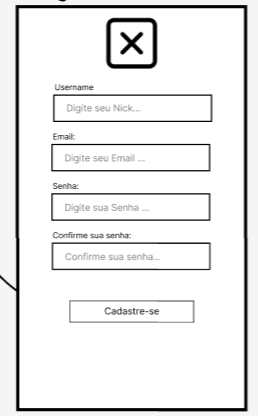 Username
Digite seu Nick...
Email:
Digite seu Email ...
Senha:
Digite sua Senha ...
Confirme sua senha:
Confirme sua senha...
Cadastre-se